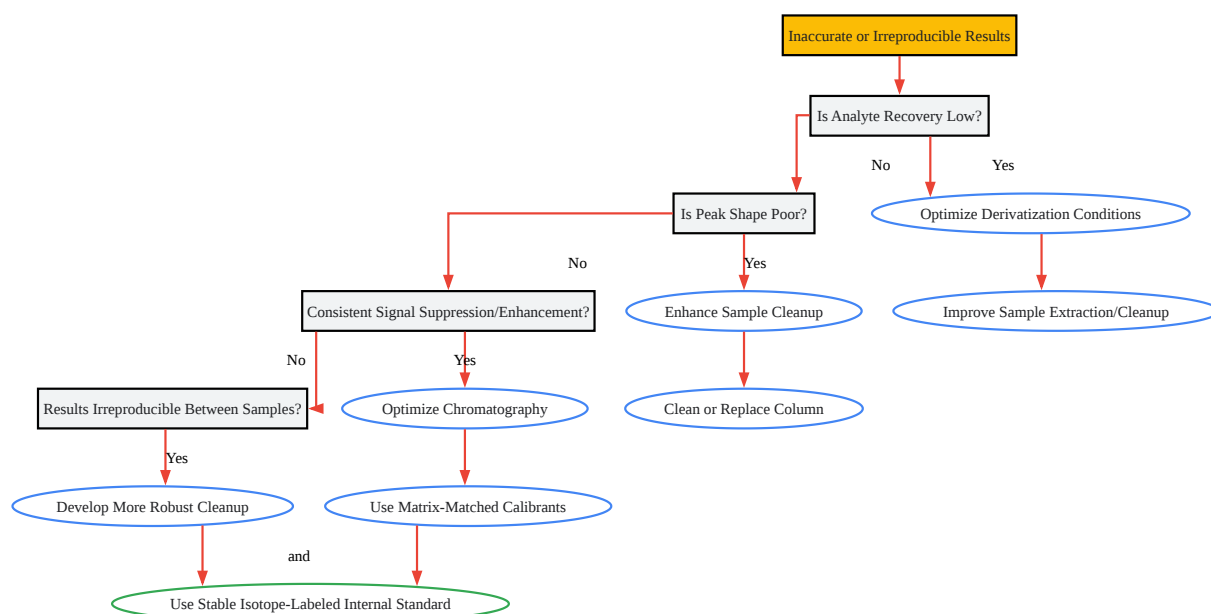 Inaccurate or Irreproducible Results
Is Analyte Recovery Low?
No
Yes
Is Peak Shape Poor?
Optimize Derivatization Conditions
No
Yes
Consistent Signal Suppression/Enhancement?
Enhance Sample Cleanup
Improve Sample Extraction/Cleanup
No
Yes
Results Irreproducible Between Samples?
Optimize Chromatography
Clean or Replace Column
Yes
Develop More Robust Cleanup
Use Matrix-Matched Calibrants
and
Use Stable Isotope-Labeled Internal Standard